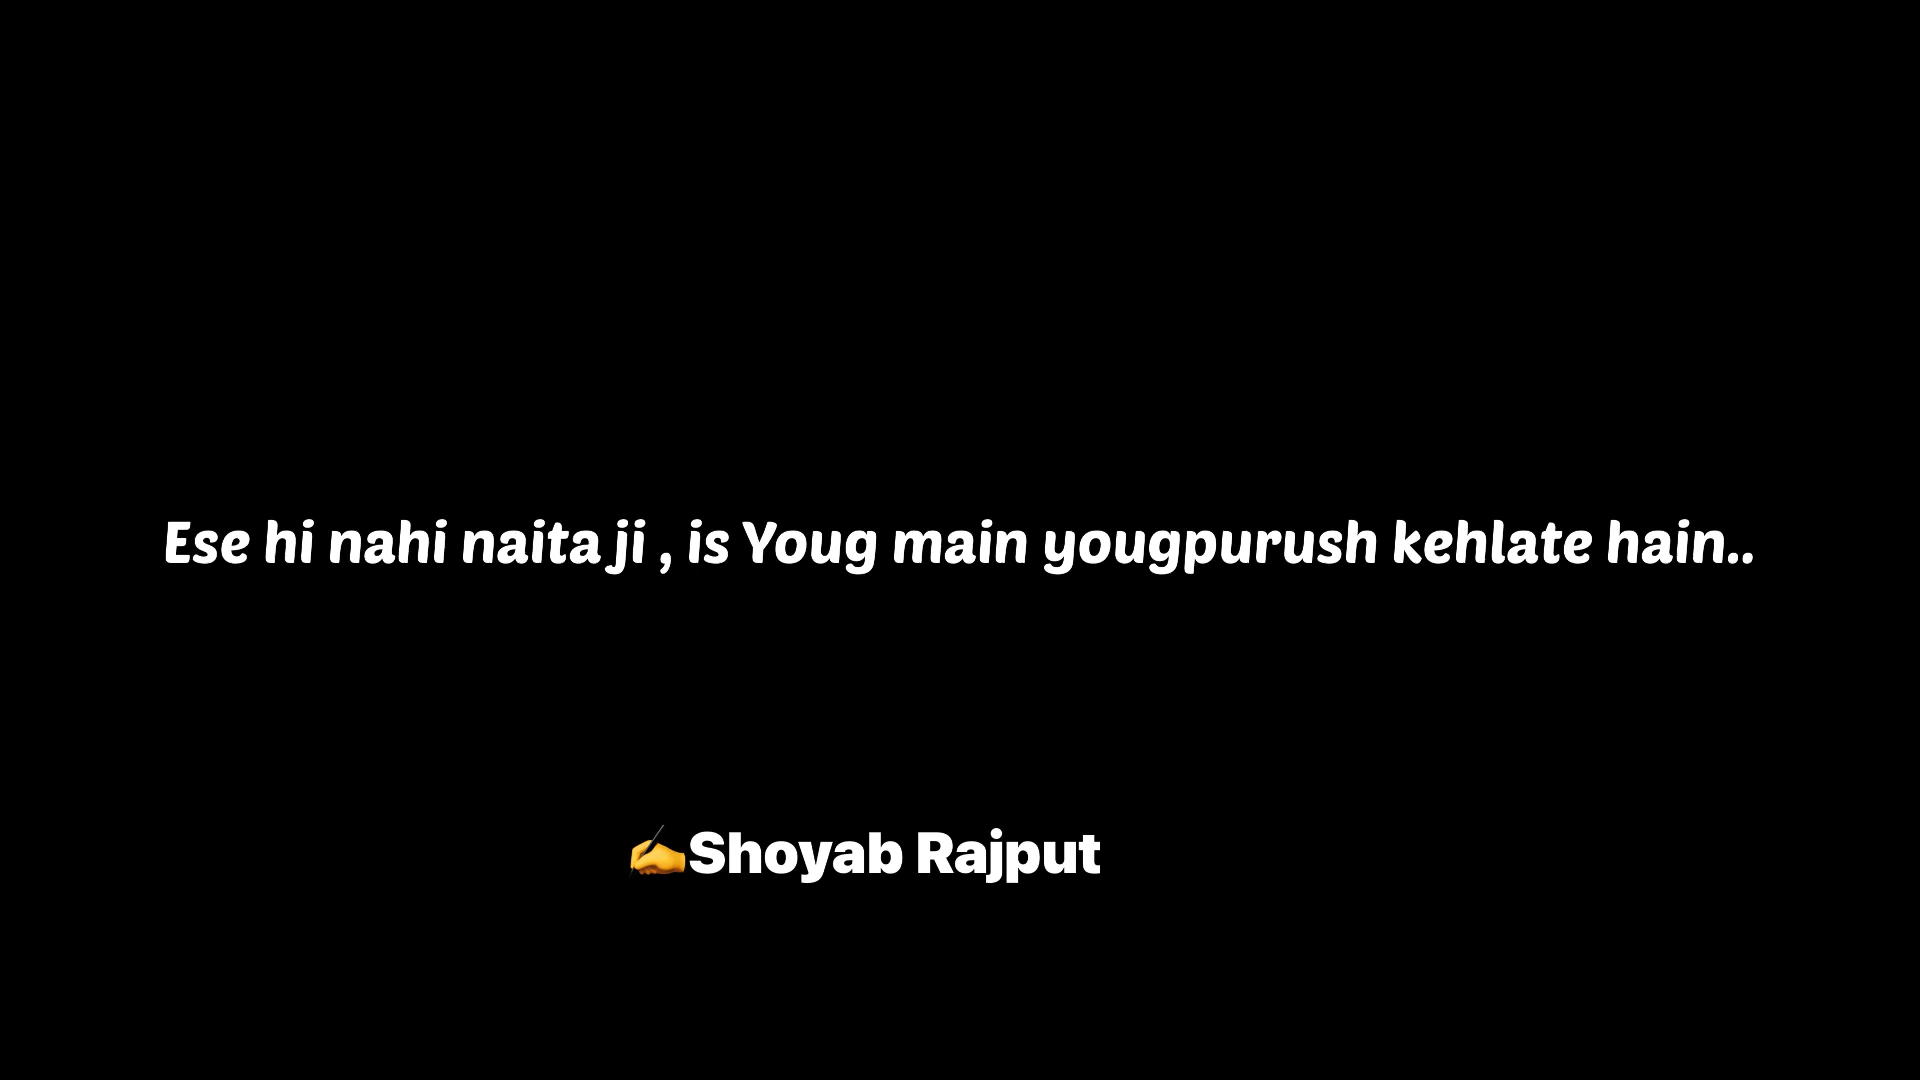 Ese hi nahi naita ji , is Youg main yougpurush kehlate hain..
✍️Shoyab Rajput